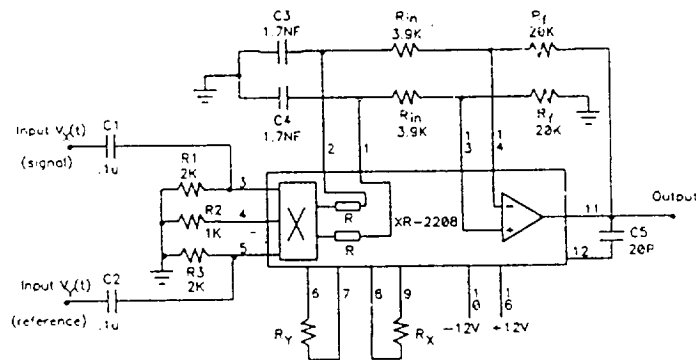 C3
1.7NF
Rin
3.9K
Rf
20K
C4
1.7NF
Rin
3.9K
Rf
20K
Input Vx(t)
(signal)
C1
.1u
2
1
13
14
R1
2K
3
R2
1K
4
R3
2K
5
R
R
XR-2208
11
Output
C5
20P
12
Input VY(t)
(reference)
C2
.1u
6
7
8
9
10
16
RY
RX
-12V
+12V